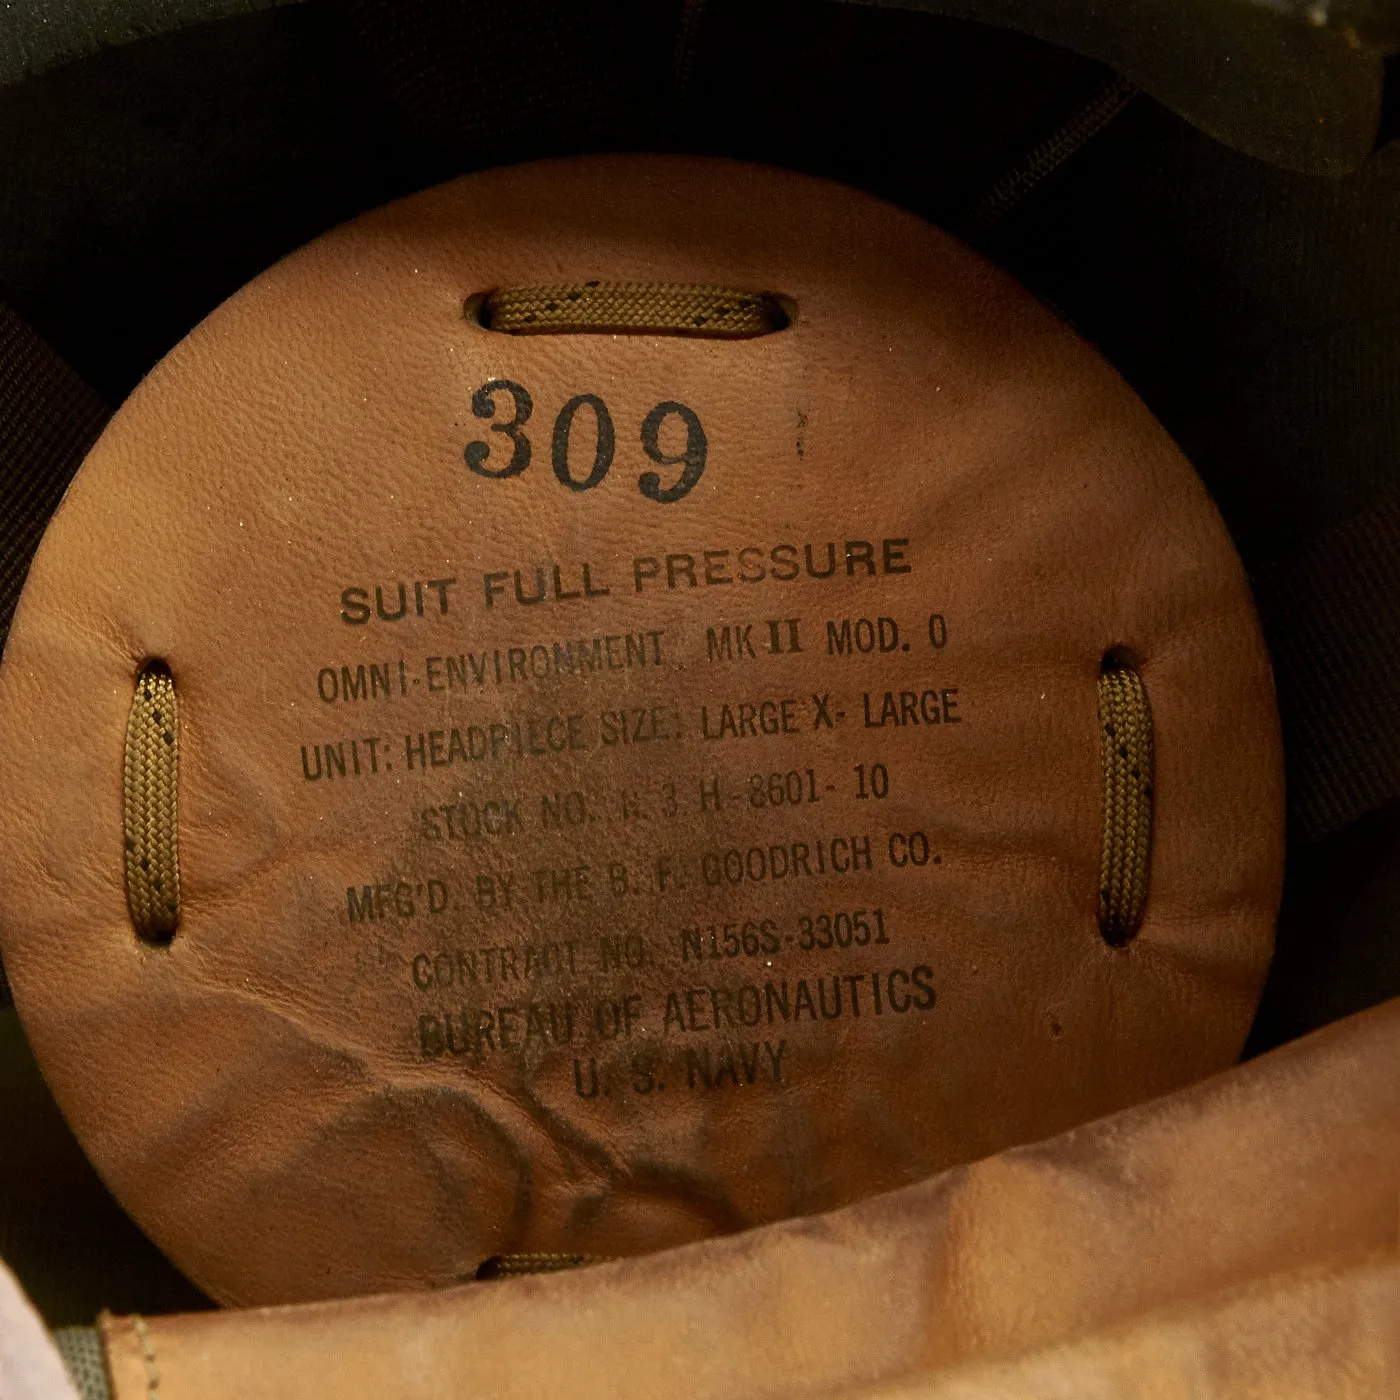 309
SUIT FULL PRESSURE
OMNI-ENVIRONMENT MK II MOD. 0
UNIT: HEADPIECE SIZE: LARGE X- LARGE
STOCK NO. 3 H-8601-10
MFG'D. BY THE B. F. GOODRICH CO.
CONTRACT NO. N156S-33051
BUREAU OF AERONAUTICS
U. S. NAVY